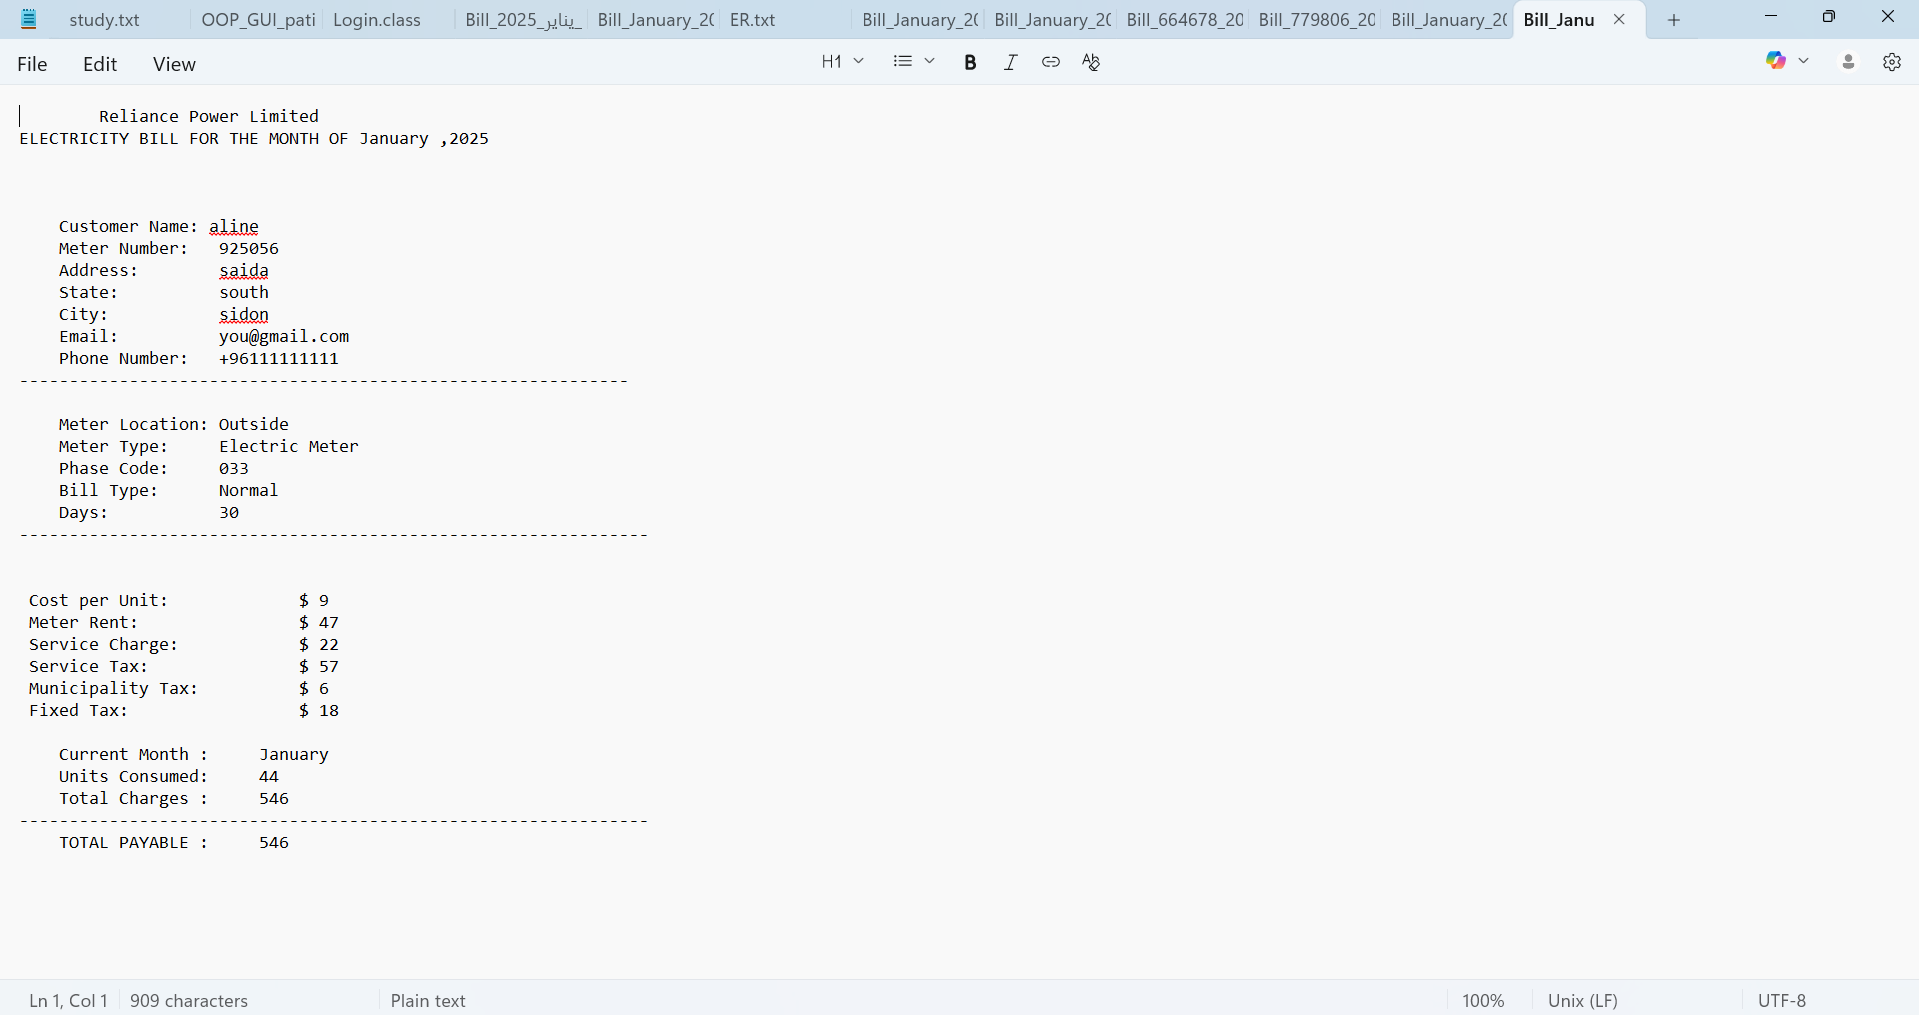 study.txt OOP_GUI_pati Login.class Bill_2025_يناير_ Bill_January_20 ER.txt Bill_January_20 Bill_January_20 Bill_664678_20 Bill_779806_20 Bill_January_20 Bill_Janu
File Edit View H1 B I
Reliance Power Limited
ELECTRICITY BILL FOR THE MONTH OF January ,2025
Customer Name: aline
Meter Number: 925056
Address: saida
State: south
City: sidon
Email: you@gmail.com
Phone Number: +96111111111
-------------------------------------------------------------
Meter Location: Outside
Meter Type: Electric Meter
Phase Code: 033
Bill Type: Normal
Days: 30
---------------------------------------------------------------
Cost per Unit: $ 9
Meter Rent: $ 47
Service Charge: $ 22
Service Tax: $ 57
Municipality Tax: $ 6
Fixed Tax: $ 18
Current Month : January
Units Consumed: 44
Total Charges : 546
---------------------------------------------------------------
TOTAL PAYABLE : 546
Ln 1, Col 1 909 characters Plain text 100% Unix (LF) UTF-8